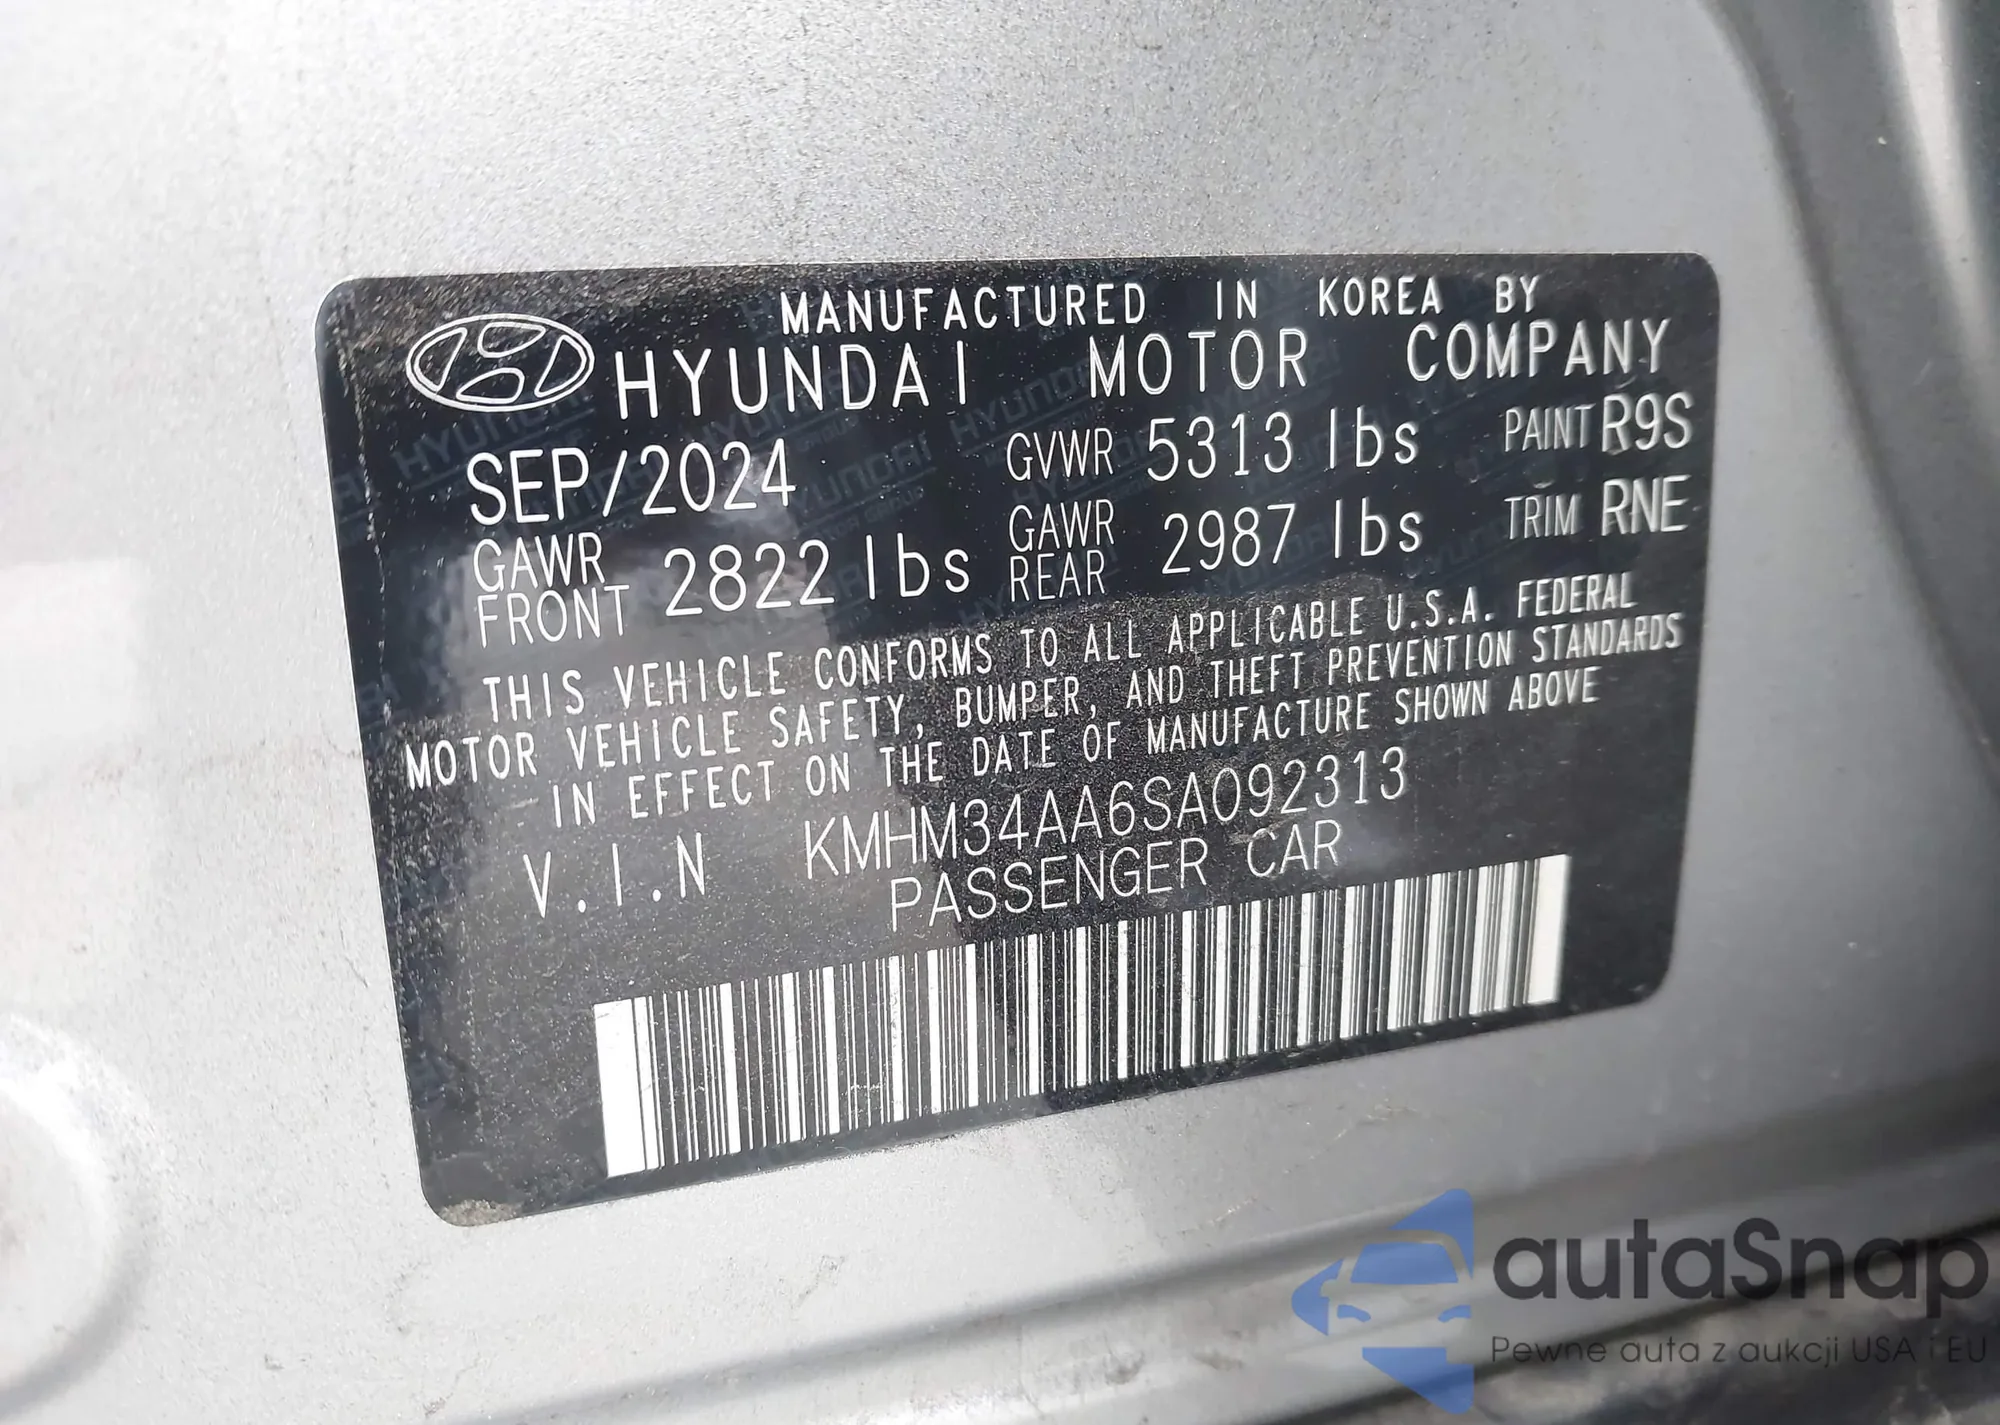 MANUFACTURED IN KOREA BY
HYUNDAI MOTOR COMPANY
SEP/2024 GVWR 5313 lbs PAINT R9S
GAWR FRONT 2822 lbs GAWR REAR 2987 lbs TRIM RNE
THIS VEHICLE CONFORMS TO ALL APPLICABLE U.S.A. FEDERAL
MOTOR VEHICLE SAFETY, BUMPER, AND THEFT PREVENTION STANDARDS
IN EFFECT ON THE DATE OF MANUFACTURE SHOWN ABOVE
V.I.N KMHM34AA6SA092313
PASSENGER CAR
autaSnap
Pewne auta z aukcji USA i EU